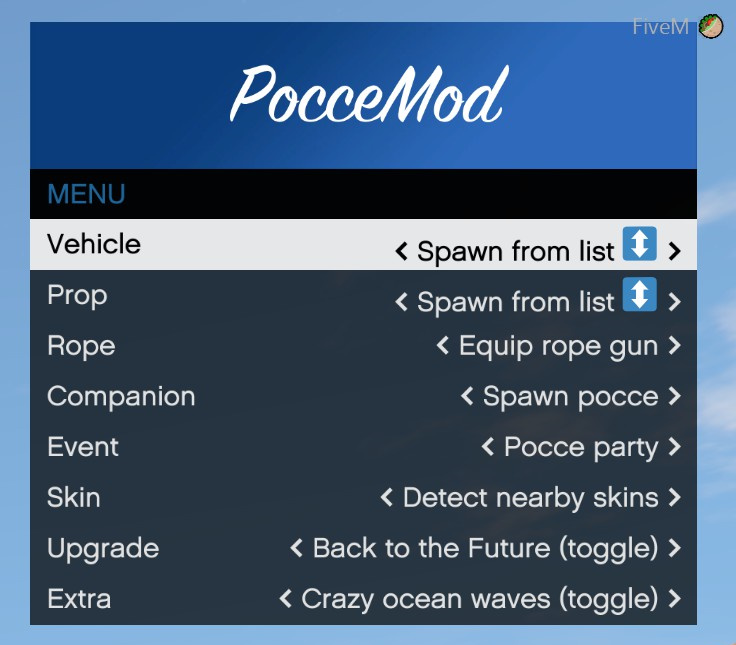 FiveM
PocceMod
MENU
Vehicle < Spawn from list ↕ >
Prop < Spawn from list ↕ >
Rope < Equip rope gun >
Companion < Spawn pocce >
Event < Pocce party >
Skin < Detect nearby skins >
Upgrade < Back to the Future (toggle) >
Extra < Crazy ocean waves (toggle) >